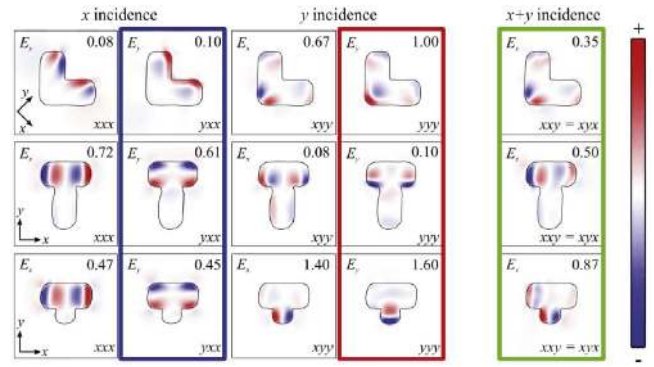 x incidence y incidence x+y incidence
+
Ex 0.08 Ey 0.10 Ex 0.67 Ey 1.00 Ex 0.35
y
x
xxx yxx xyy yyy xxy = xyx
Ex 0.72 Ey 0.61 Ex 0.08 Ey 0.10 Ex 0.50
y
x xxx yxx xyy yyy xxy = xyx
Ex 0.47 Ey 0.45 Ex 1.40 Ey 1.60 Ex 0.87
y
x xxx yxx xyy yyy xxy = xyx
-